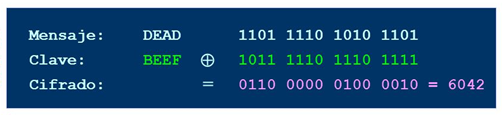 Mensaje: DEAD 1101 1110 1010 1101
Clave: BEEF ⊕ 1011 1110 1110 1111
Cifrado: = 0110 0000 0100 0010 = 6042